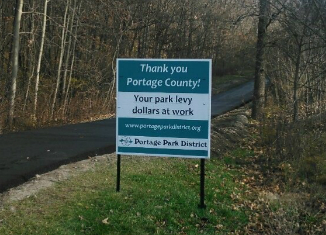 Thank you
Portage County!
Your park levy
dollars at work
www.portageparkdistrict.org
Portage Park District